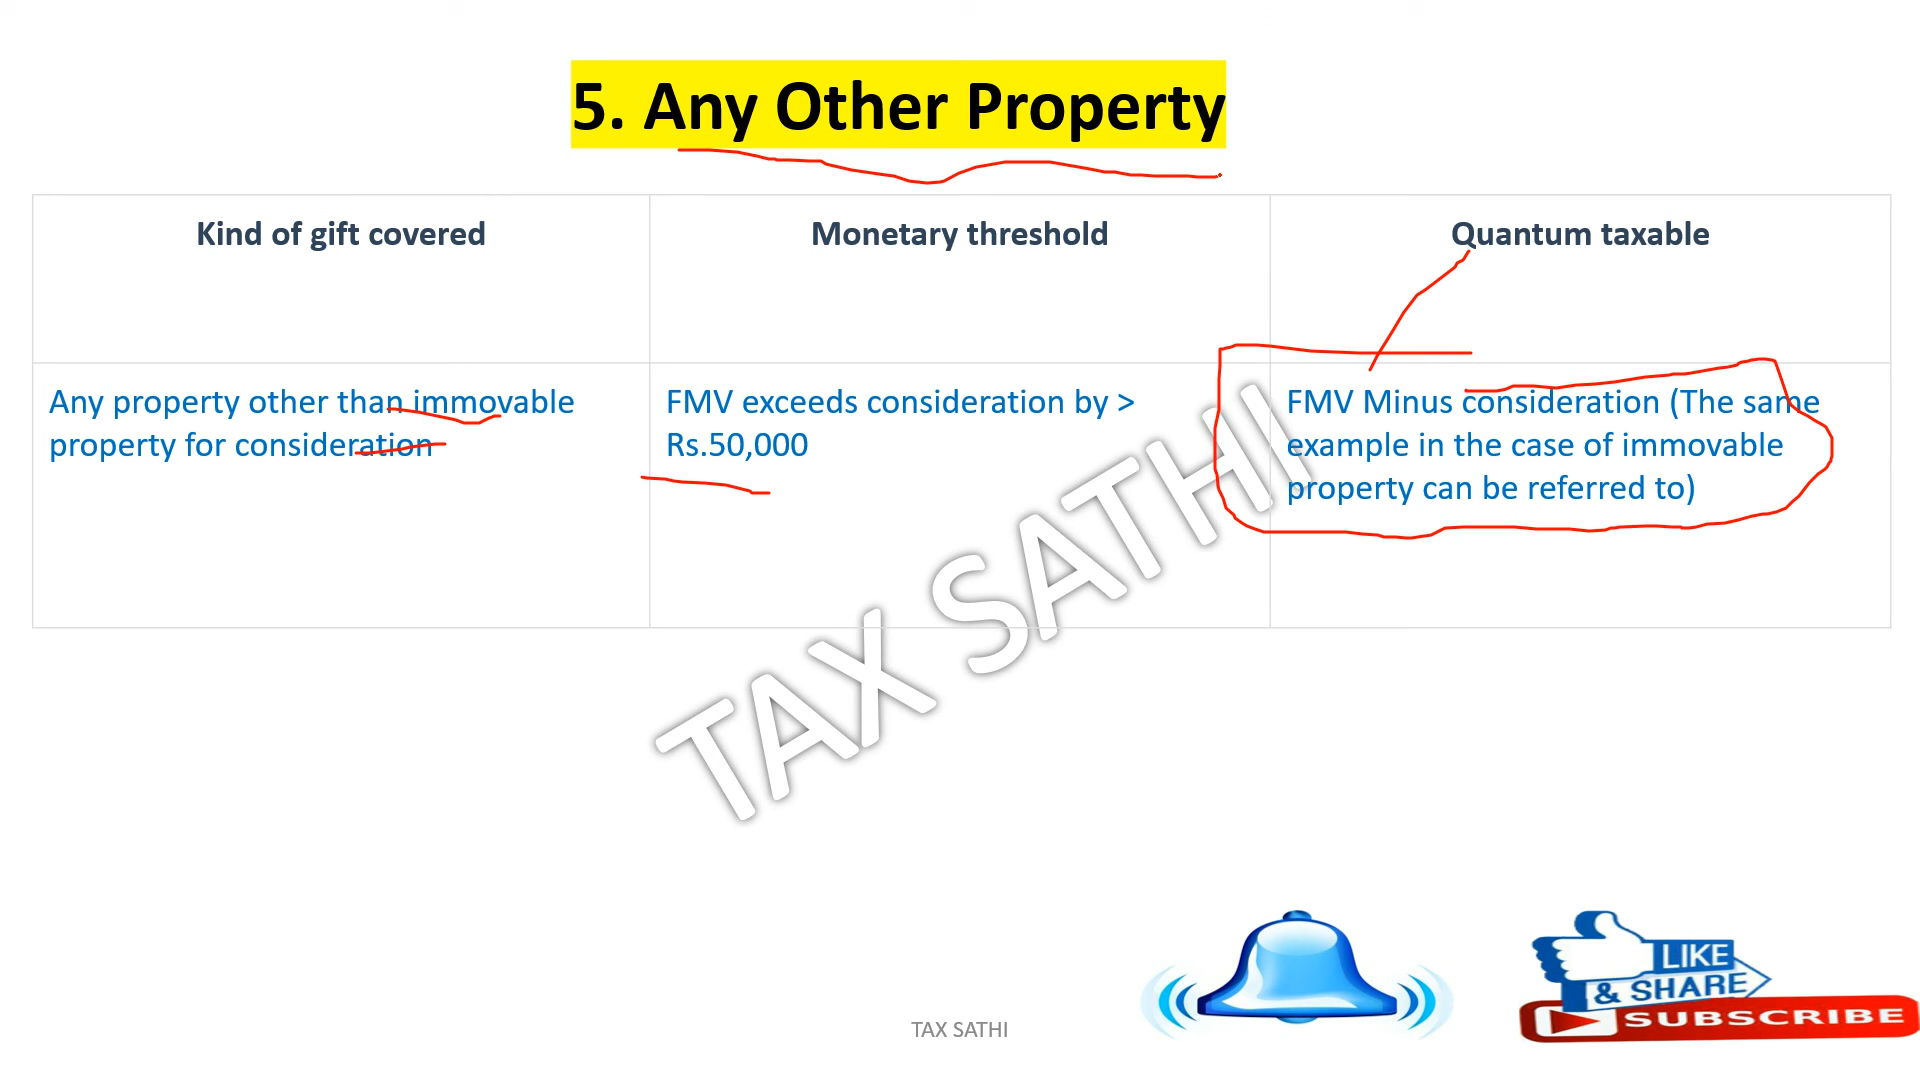 5. Any Other Property
Kind of gift covered
Monetary threshold
Quantum taxable
Any property other than immovable
property for consideration
FMV exceeds consideration by >
Rs.50,000
FMV Minus consideration (The same
example in the case of immovable
property can be referred to)
TAX SATHI
LIKE
& SHARE
SUBSCRIBE
TAX SATHI